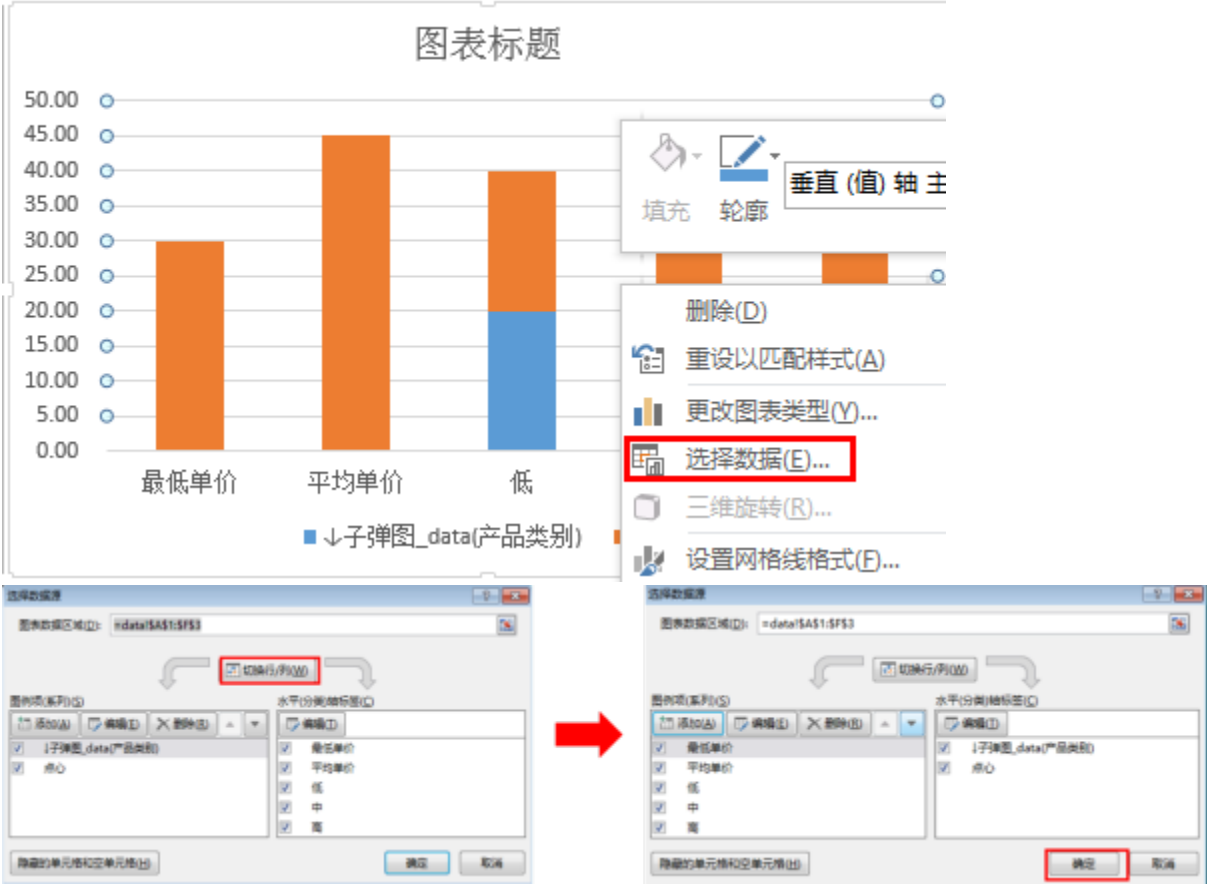 图表标题
50.00
45.00
40.00
35.00
30.00
25.00
20.00
15.00
10.00
5.00
0.00
最低单价 平均单价 低
↓子弹图_data(产品类别)
填充 轮廓
垂直 (值) 轴 主
删除(D)
重设以匹配样式(A)
更改图表类型(Y)...
选择数据(E)...
三维旋转(R)...
设置网格线格式(F)...
选择数据源
图表数据区域(D): =data!$A$1:$F$3
切换行/列(W)
图例项(系列)(S) 水平(分类)轴标签(C)
添加(A) 编辑(E) 删除(R) 编辑(T)
↓子弹图_data(产品类别) 最低单价
点心 平均单价
低
中
高
隐藏的单元格和空单元格(H) 确定 取消
选择数据源
图表数据区域(D): =data!$A$1:$F$3
切换行/列(W)
图例项(系列)(S) 水平(分类)轴标签(C)
添加(A) 编辑(E) 删除(R) 编辑(T)
最低单价 ↓子弹图_data(产品类别)
平均单价 点心
低
中
高
隐藏的单元格和空单元格(H) 确定 取消